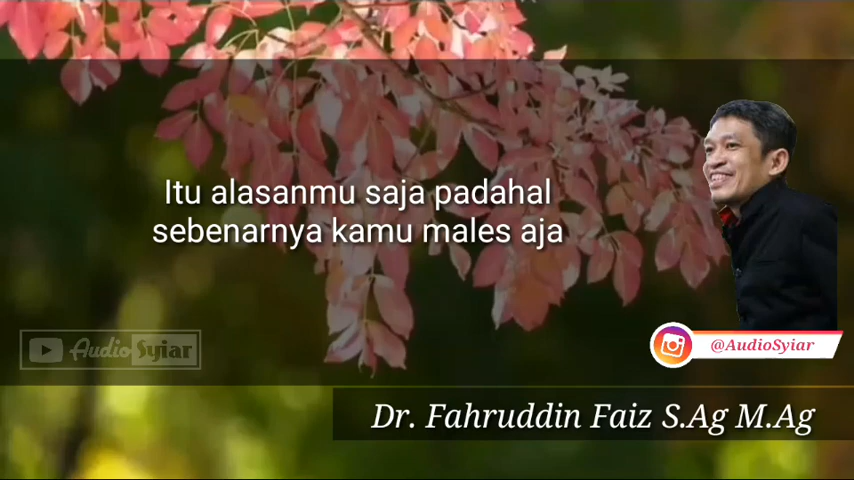 Itu alasanmu saja padahal
sebenarnya kamu males aja
Audio Syiar
@AudioSyiar
Dr. Fahruddin Faiz S.Ag M.Ag